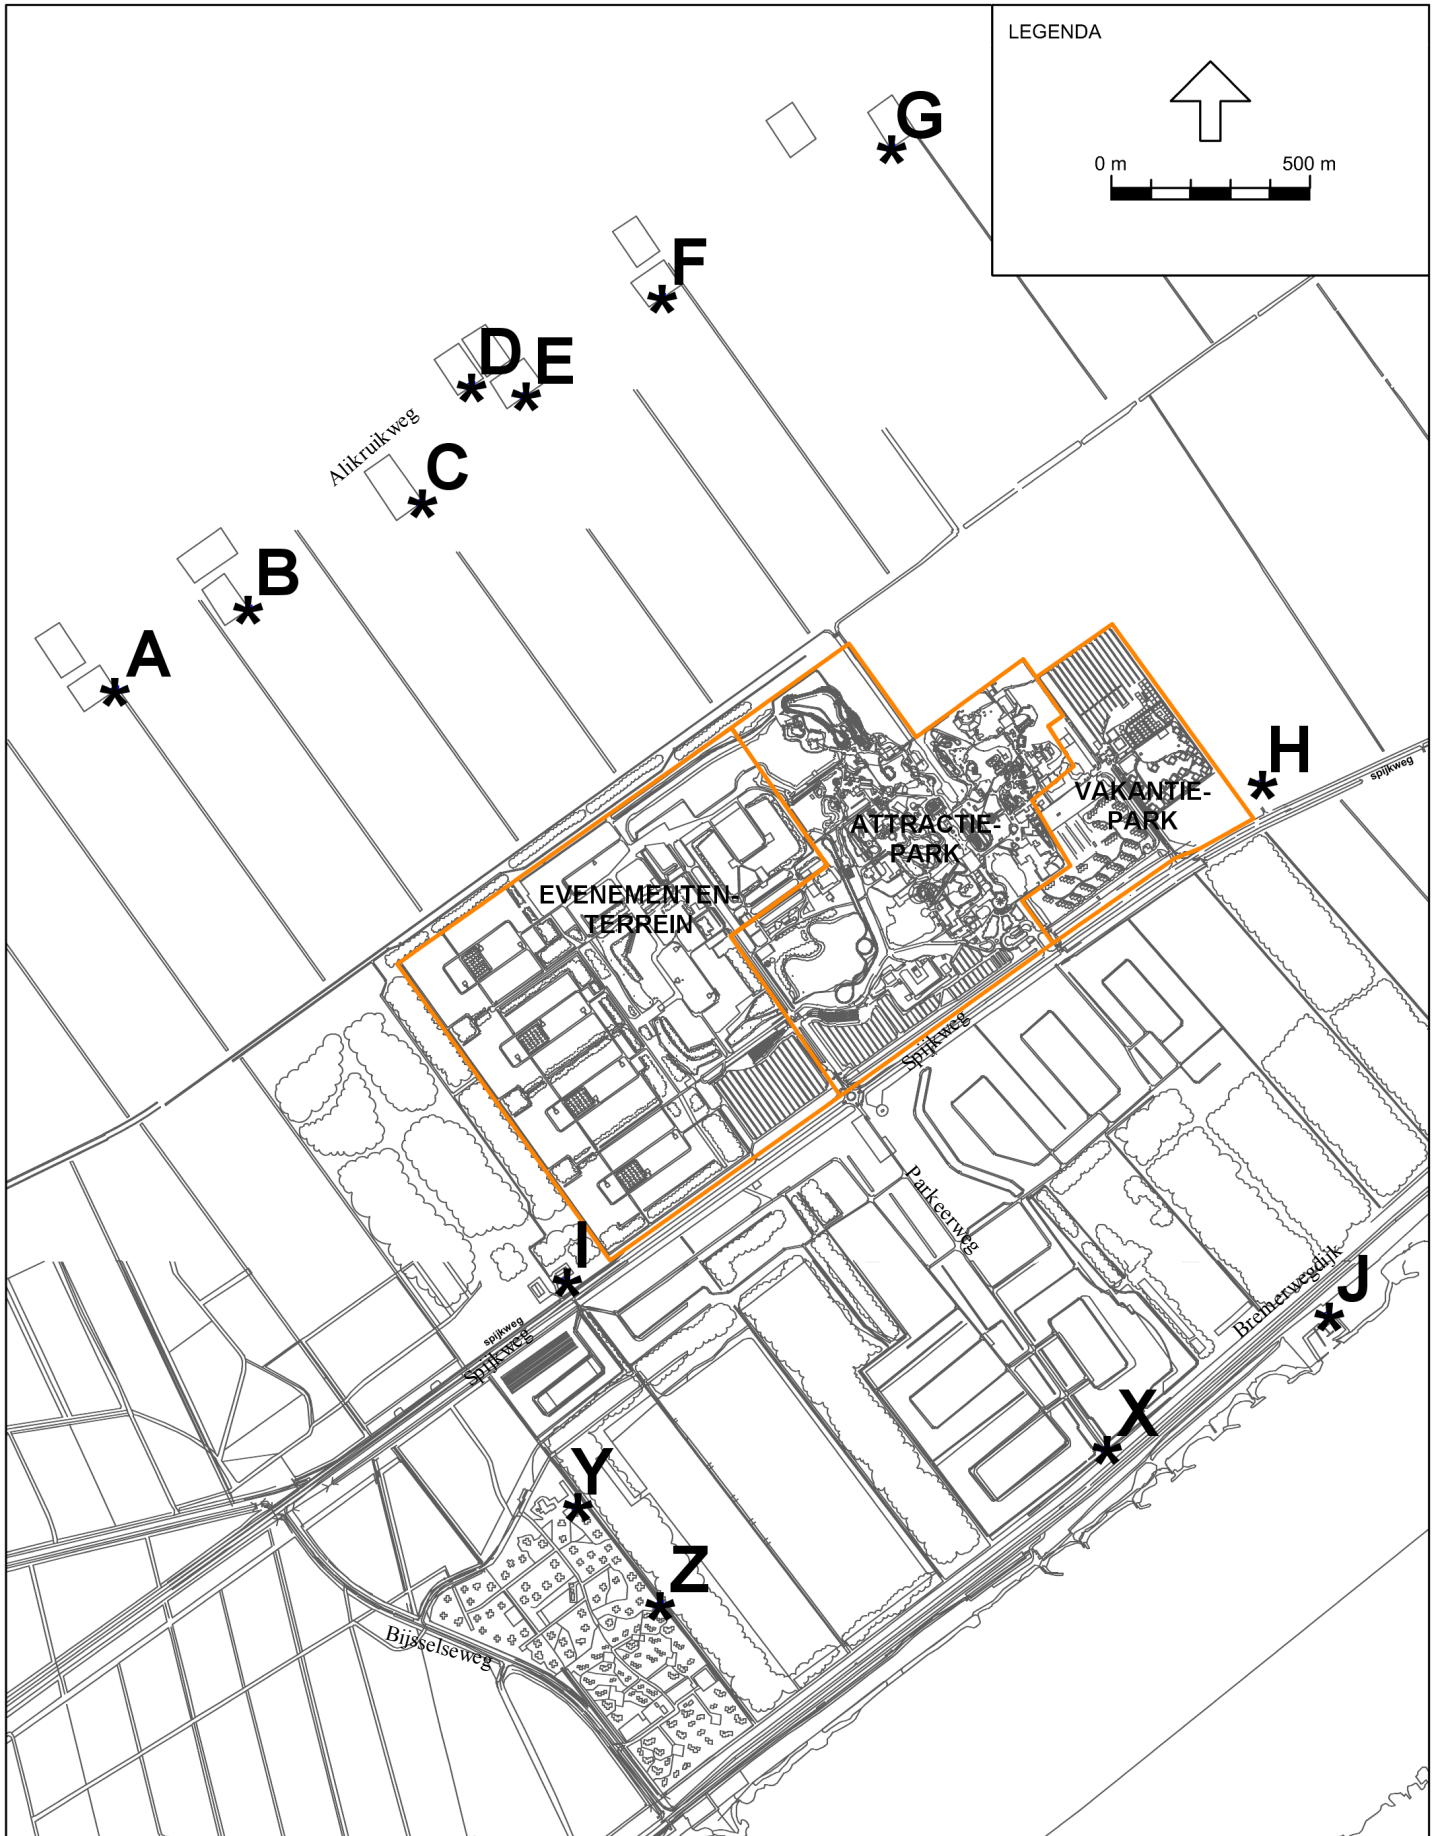 LEGENDA
0 m 500 m
G
F
D
E
Alikruikweg
C
B
A
H
spijkweg
VAKANTIE-
PARK
ATTRACTIE-
PARK
EVENEMENTEN-
TERREIN
Spijkweg
Parkeerweg
I
J
Bremerwegdijk
spijkweg
Spijkweg
X
Y
Z
Bijsselseweg